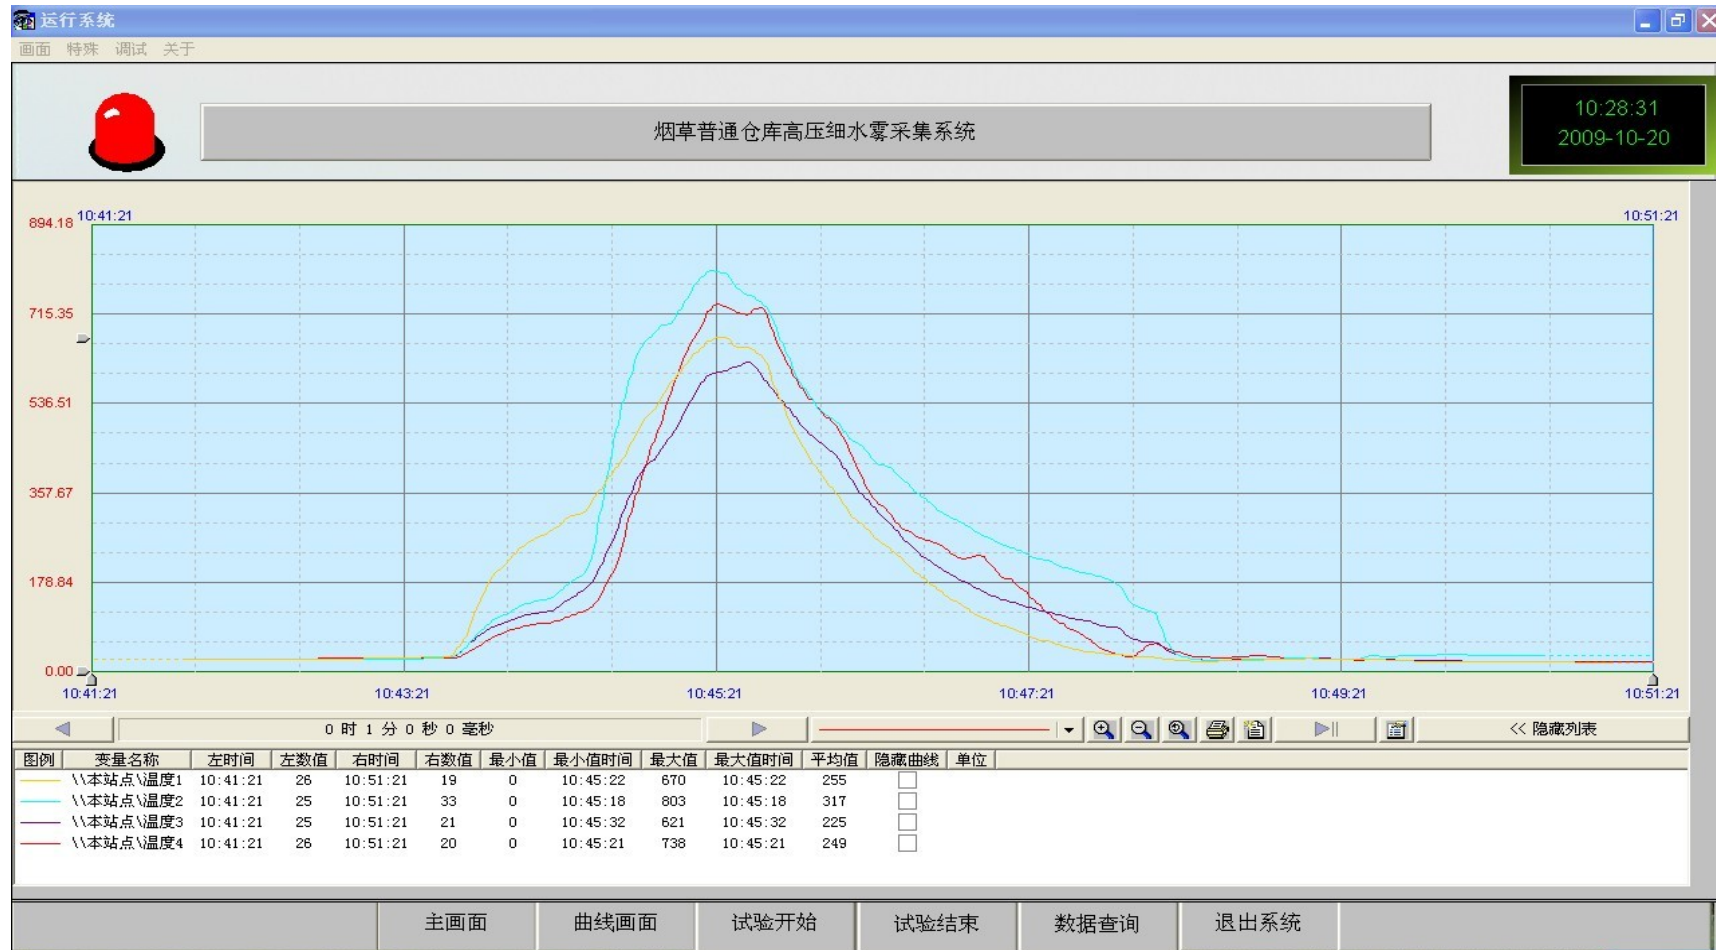 运行系统
画面 特殊 调试 关于
烟草普通仓库高压细水雾采集系统
10:28:31
2009-10-20
10:41:21 10:51:21
894.18
715.35
536.51
357.67
178.84
0.00
10:41:21 10:43:21 10:45:21 10:47:21 10:49:21 10:51:21
0 时 1 分 0 秒 0 毫秒 << 隐藏列表
图例 变量名称 左时间 左数值 右时间 右数值 最小值 最小值时间 最大值 最大值时间 平均值 隐藏曲线 单位
\\本站点\温度1 10:41:21 26 10:51:21 19 0 10:45:22 670 10:45:22 255
\\本站点\温度2 10:41:21 25 10:51:21 33 0 10:45:18 803 10:45:18 317
\\本站点\温度3 10:41:21 25 10:51:21 21 0 10:45:32 621 10:45:32 225
\\本站点\温度4 10:41:21 26 10:51:21 20 0 10:45:21 738 10:45:21 249
主画面 曲线画面 试验开始 试验结束 数据查询 退出系统